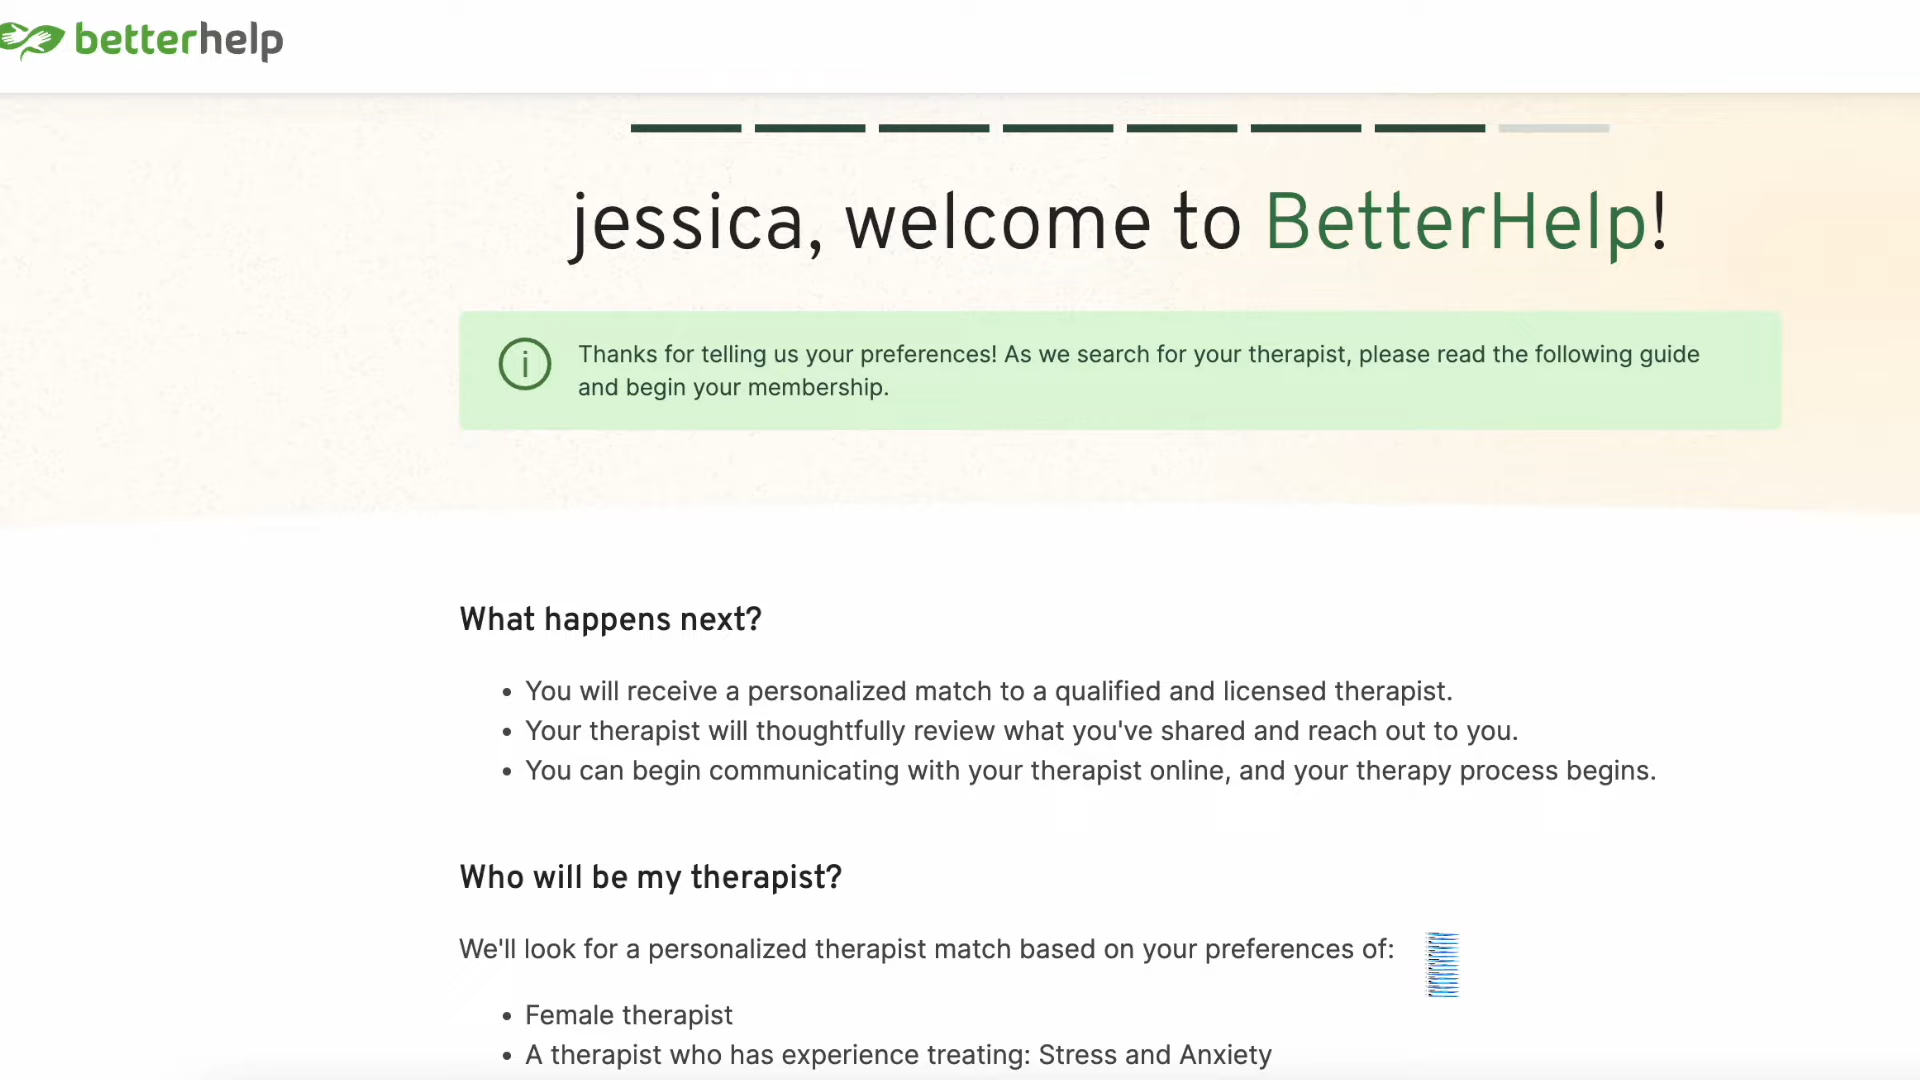 betterhelp
jessica, welcome to BetterHelp!
Thanks for telling us your preferences! As we search for your therapist, please read the following guide
and begin your membership.
What happens next?
• You will receive a personalized match to a qualified and licensed therapist.
• Your therapist will thoughtfully review what you've shared and reach out to you.
• You can begin communicating with your therapist online, and your therapy process begins.
Who will be my therapist?
We'll look for a personalized therapist match based on your preferences of:
• Female therapist
• A therapist who has experience treating: Stress and Anxiety